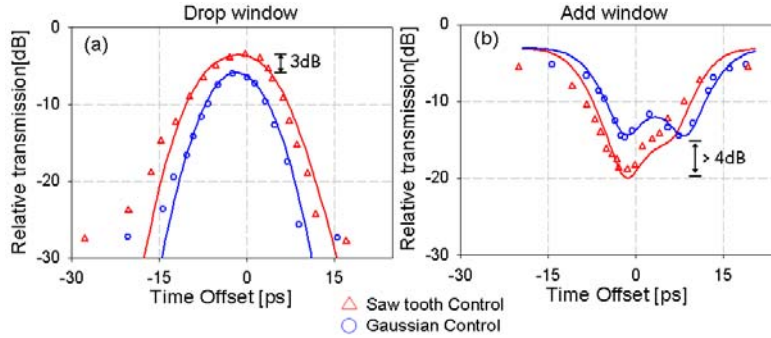 Drop window
Add window
(a)
3dB
Relative transmission[dB]
0
-10
-20
-30
-30
-15
0
15
30
Time Offset [ps]
(b)
> 4dB
Relative transmission[dB]
0
-10
-20
-30
-30
-15
0
15
Time Offset [ps]
Saw tooth Control
Gaussian Control